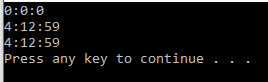 0:0:0
4:12:59
4:12:59
Press any key to continue . . .